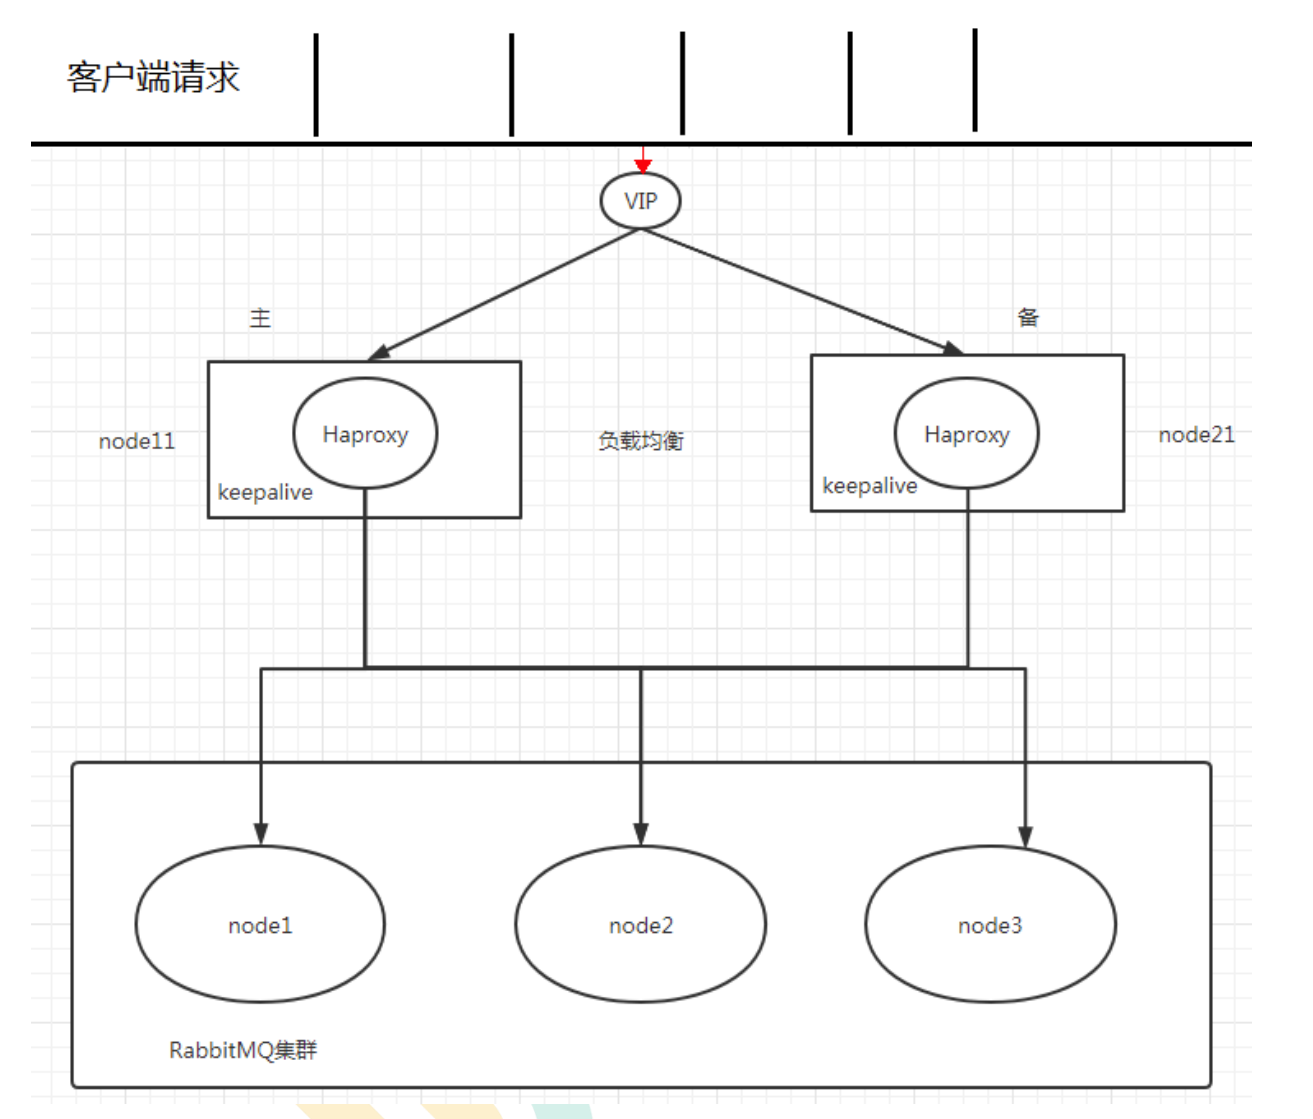 客户端请求
VIP
主
备
node11
Haproxy
keepalive
负载均衡
Haproxy
keepalive
node21
node1
node2
node3
RabbitMQ集群